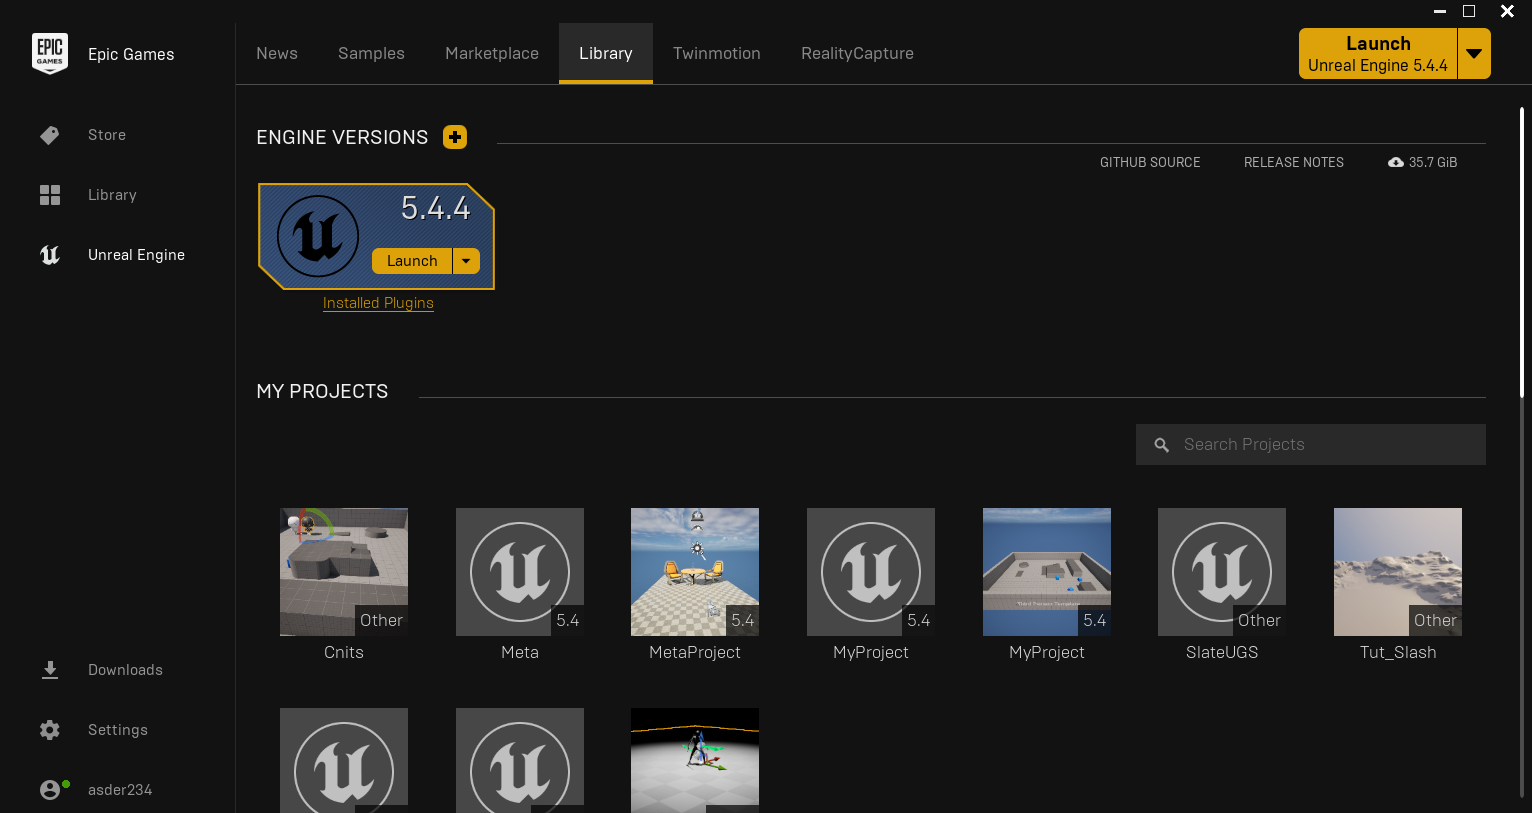 EPIC
GAMES
Epic Games
News
Samples
Marketplace
Library
Twinmotion
RealityCapture
Launch
Unreal Engine 5.4.4
Store
Library
Unreal Engine
Downloads
Settings
asder234
ENGINE VERSIONS
GITHUB SOURCE
RELEASE NOTES
35.7 GiB
5.4.4
Launch
Installed Plugins
MY PROJECTS
Search Projects
Other
5.4
5.4
5.4
5.4
Other
Other
Cnits
Meta
MetaProject
MyProject
MyProject
SlateUGS
Tut_Slash